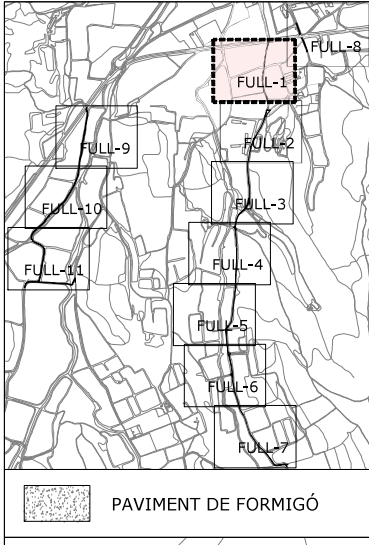 FULL-8
FULL-1
FULL-2
FULL-9
FULL-3
FULL-10
FULL-4
FULL-11
FULL-5
FULL-6
FULL-7
PAVIMENT DE FORMIGÓ